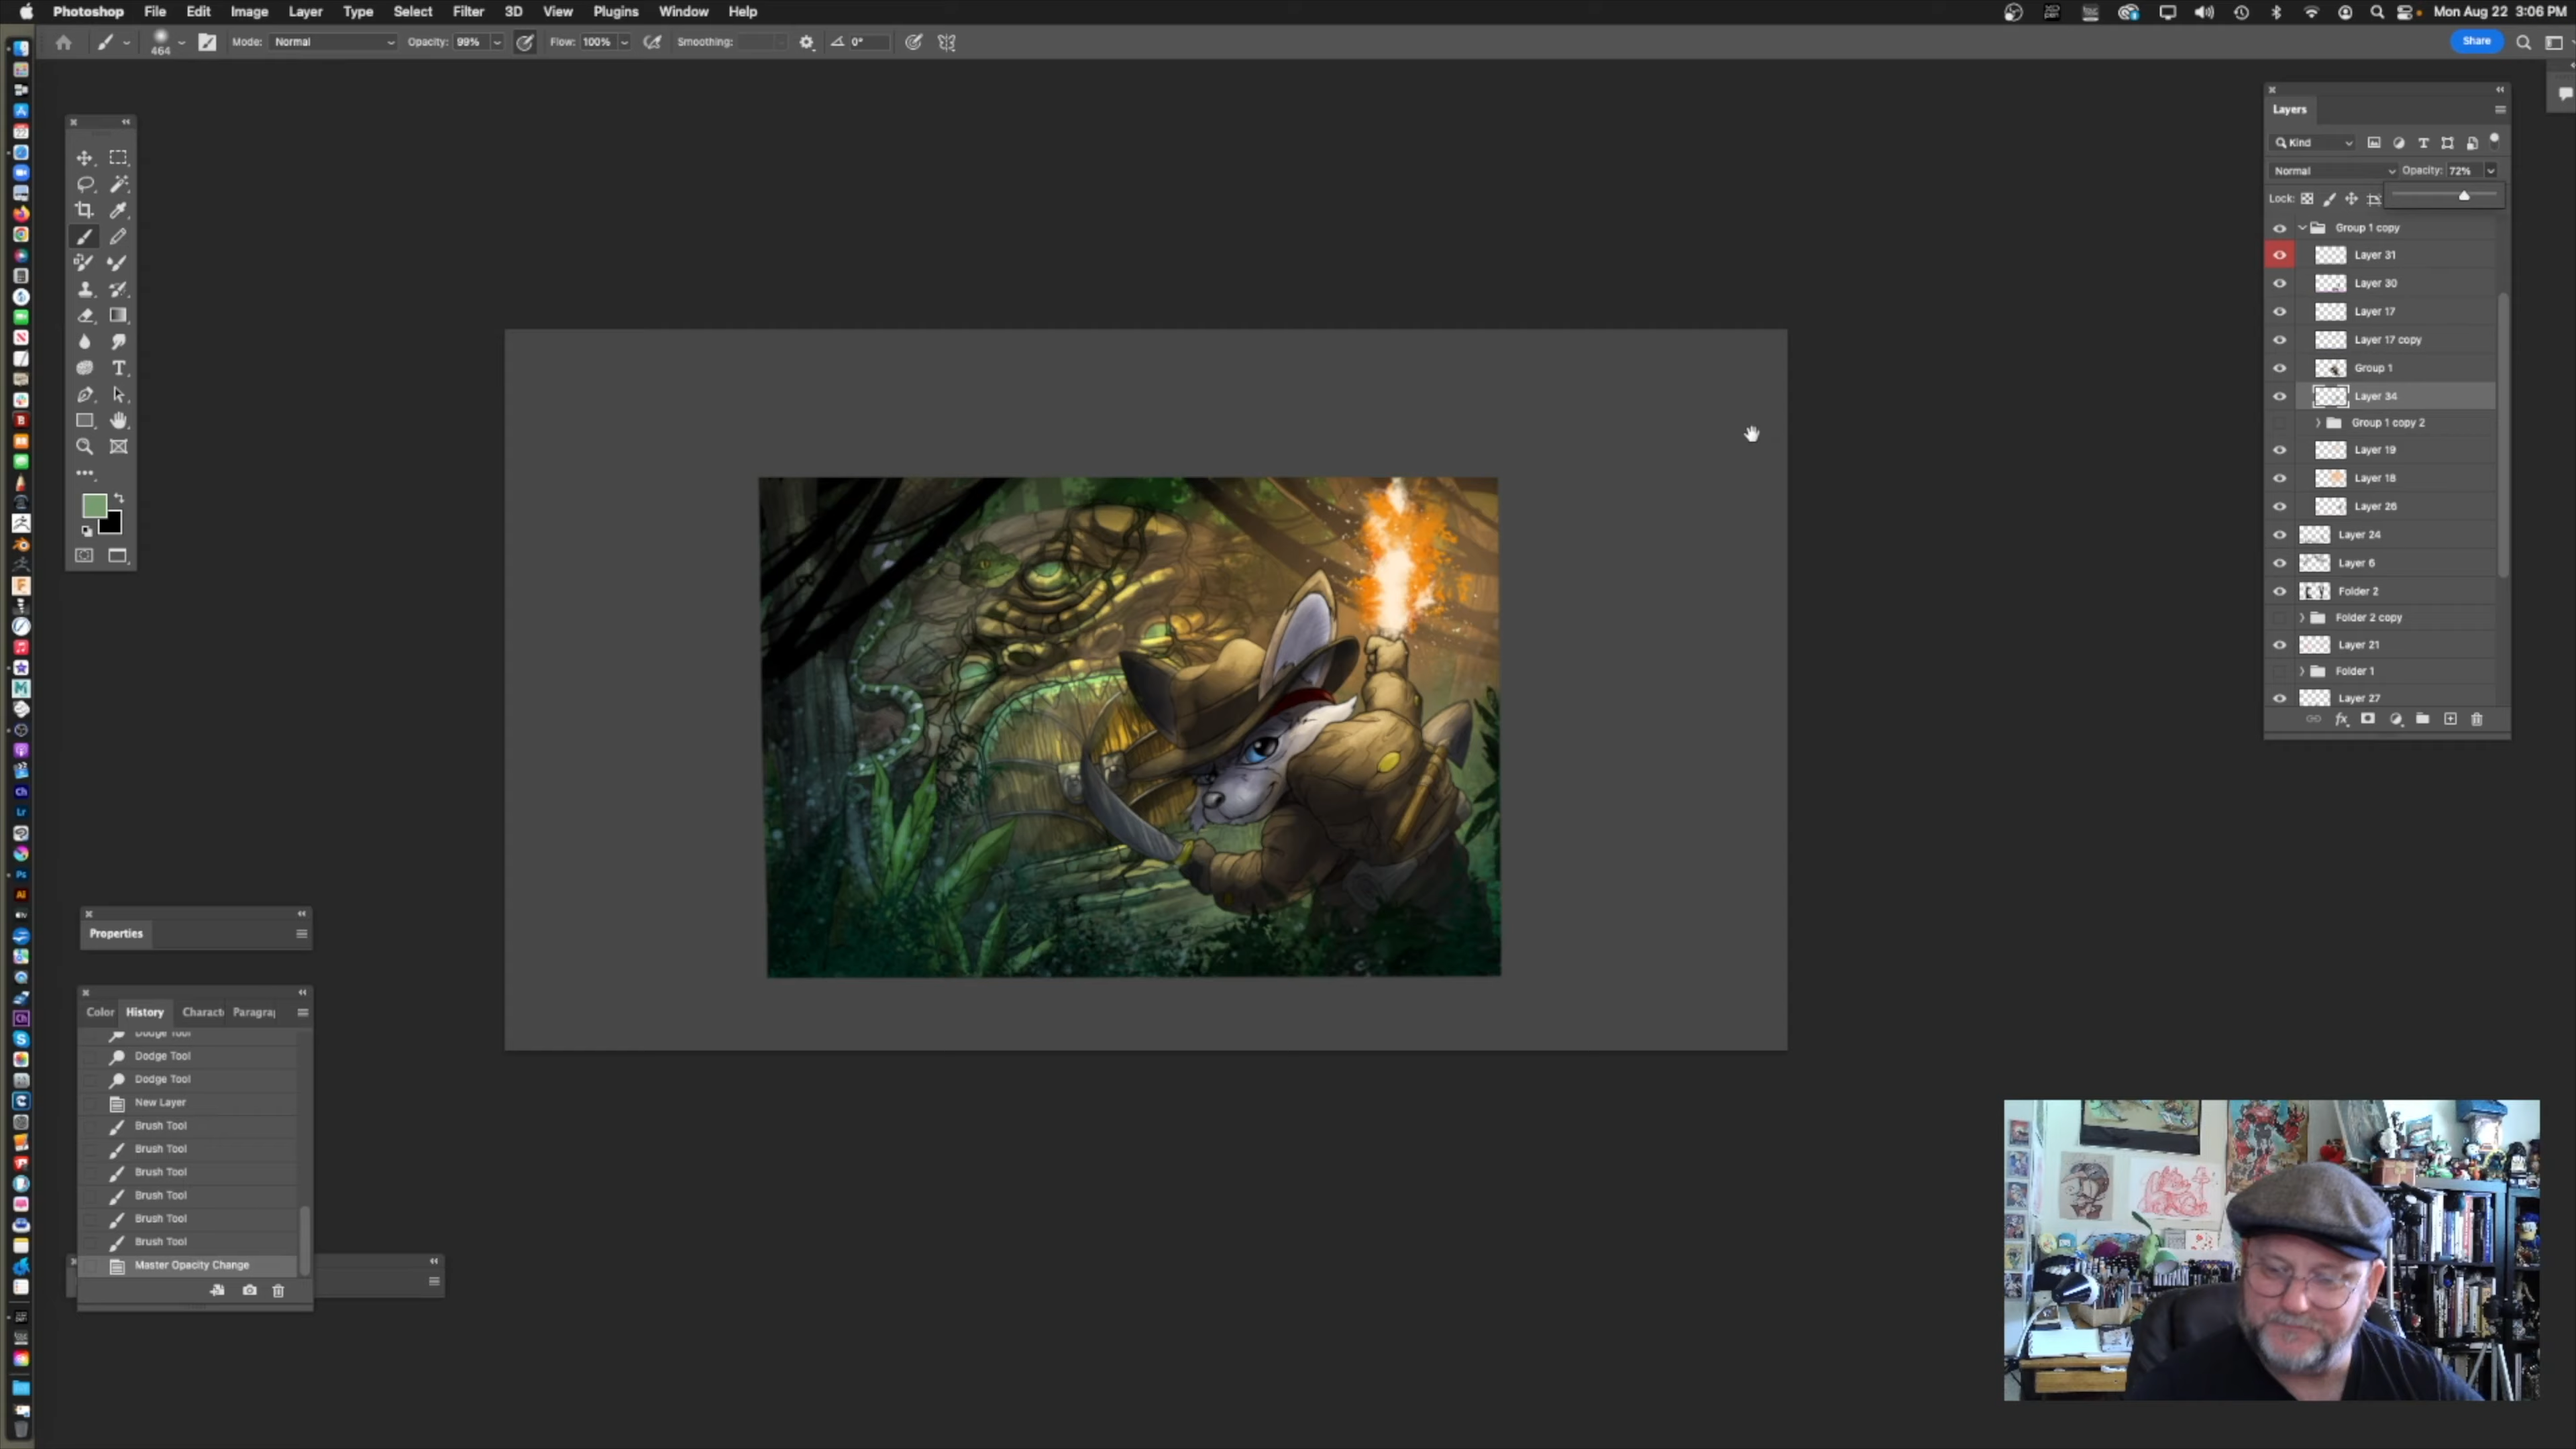 Photoshop File Edit Image Layer Type Select Filter 3D View Plugins Window Help Mon Aug 22 3:06 PM
464 Mode: Normal Opacity: 99% Flow: 100% Smoothing: 0° Share
Layers
Kind
Normal Opacity: 72%
Lock:
Group 1 copy
Layer 31
Layer 30
Layer 17
Layer 17 copy
Group 1
Layer 34
Group 1 copy 2
Layer 19
Layer 18
Layer 26
Layer 24
Layer 6
Folder 2
Folder 2 copy
Layer 21
Folder 1
Layer 27
Properties
Color History Charact Paragra
Dodge Tool
Dodge Tool
Dodge Tool
New Layer
Brush Tool
Brush Tool
Brush Tool
Brush Tool
Brush Tool
Brush Tool
Master Opacity Change